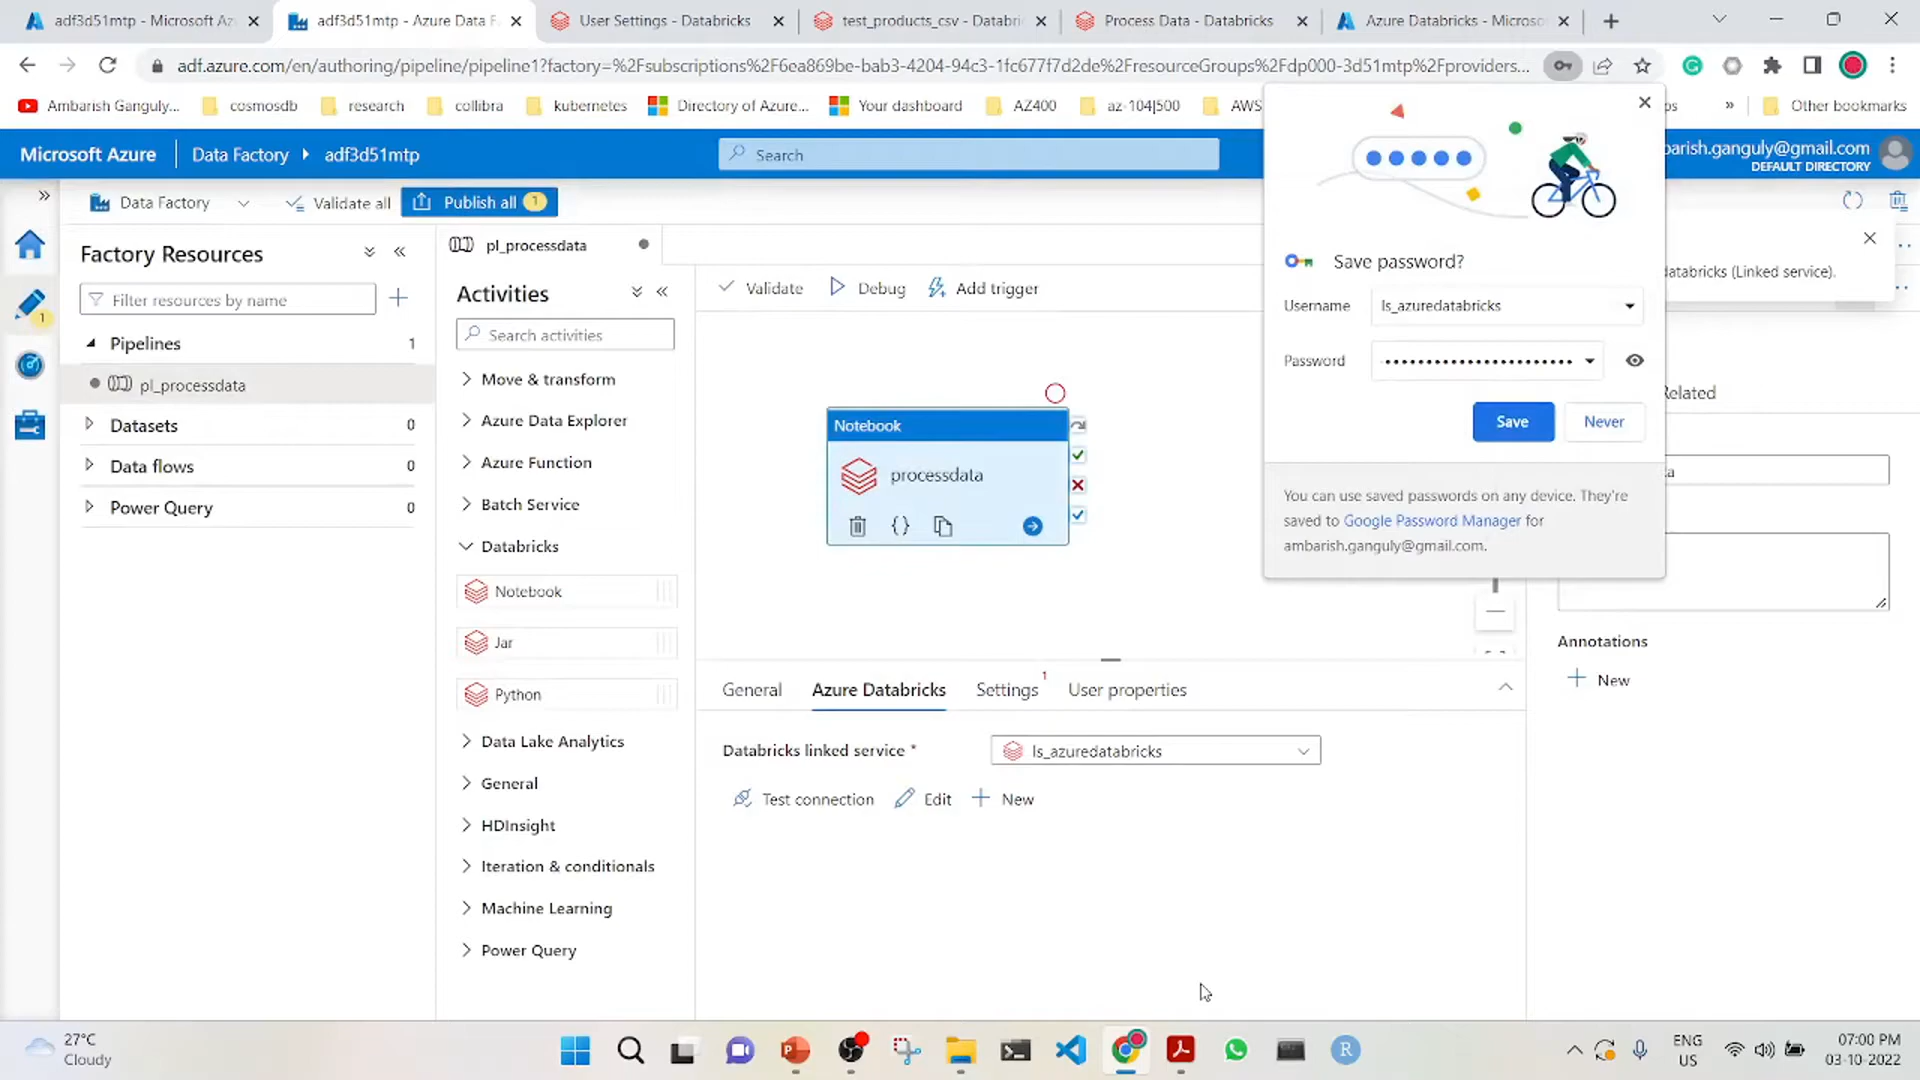 adf3d51mtp - Microsoft Az
adf3d51mtp - Azure Data F
User Settings - Databricks
test_products_csv - Databri
Process Data - Databricks
Azure Databricks - Microso
adf.azure.com/en/authoring/pipeline/pipeline1?factory=%2Fsubscriptions%2F6ea869be-bab3-4204-94c3-1fc677f7d2de%2FresourceGroups%2Fdp000-3d51mtp%2Fproviders...
Ambarish Ganguly...
cosmosdb
research
collibra
kubernetes
Directory of Azure...
Your dashboard
AZ400
az-104|500
AWS
ps
»
Other bookmarks
Microsoft Azure
Data Factory
adf3d51mtp
Search
barish.ganguly@gmail.com
DEFAULT DIRECTORY
Data Factory
Validate all
Publish all 1
Factory Resources
Filter resources by name
Pipelines 1
pl_processdata
Datasets 0
Data flows 0
Power Query 0
1
pl_processdata
Activities
Search activities
Move & transform
Azure Data Explorer
Azure Function
Batch Service
Databricks
Notebook
Jar
Python
Data Lake Analytics
General
HDInsight
Iteration & conditionals
Machine Learning
Power Query
Validate
Debug
Add trigger
Notebook
processdata
{}
General
Azure Databricks
Settings 1
User properties
Databricks linked service *
ls_azuredatabricks
Test connection
Edit
New
Save password?
Username
ls_azuredatabricks
Password
••••••••••••••••••••••••
Save
Never
You can use saved passwords on any device. They're
saved to Google Password Manager for
ambarish.ganguly@gmail.com.
atabricks (Linked service).
Related
ta
Annotations
New
27°C
Cloudy
ENG
US
07:00 PM
03-10-2022